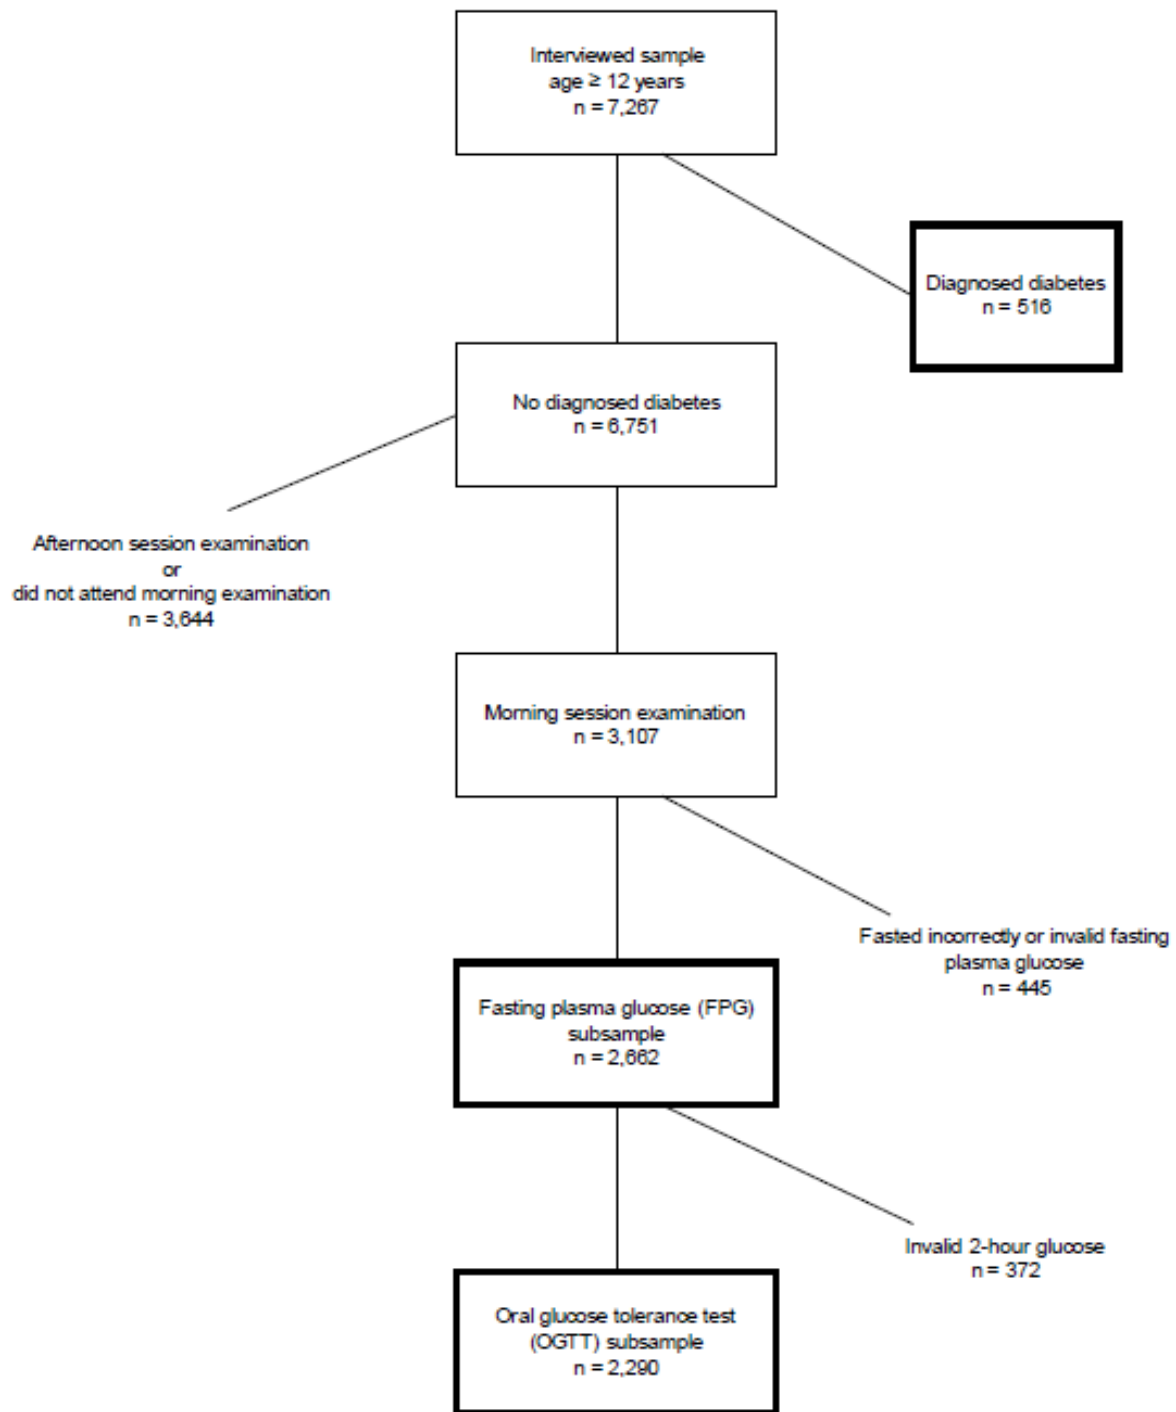 Interviewed sample
age ≥ 12 years
n = 7,267
Diagnosed diabetes
n = 516
No diagnosed diabetes
n = 6,751
Afternoon session examination
or
did not attend morning examination
n = 3,644
Morning session examination
n = 3,107
Fasted incorrectly or invalid fasting
plasma glucose
n = 445
Fasting plasma glucose (FPG)
subsample
n = 2,662
Invalid 2-hour glucose
n = 372
Oral glucose tolerance test
(OGTT) subsample
n = 2,290